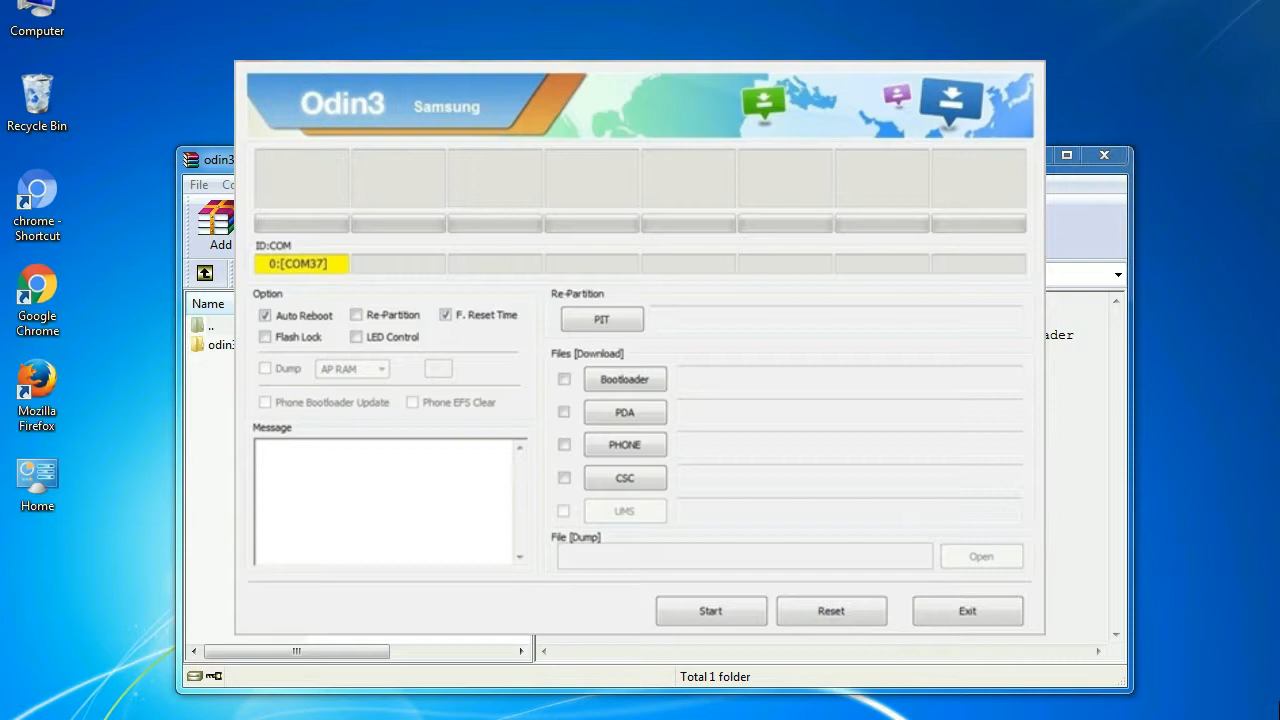 Computer
Recycle Bin
chrome -
Shortcut
Google
Chrome
Mozilla
Firefox
Home
odin3
File
Add
Name
..
odin3
Odin3 Samsung
ID:COM
0:[COM37]
Option
Auto Reboot
Re-Partition
F. Reset Time
Flash Lock
LED Control
Dump
AP RAM
Phone Bootloader Update
Phone EFS Clear
Message
Re-Partition
PIT
Files [Download]
Bootloader
PDA
PHONE
CSC
UMS
File [Dump]
Open
Start
Reset
Exit
ader
Total 1 folder